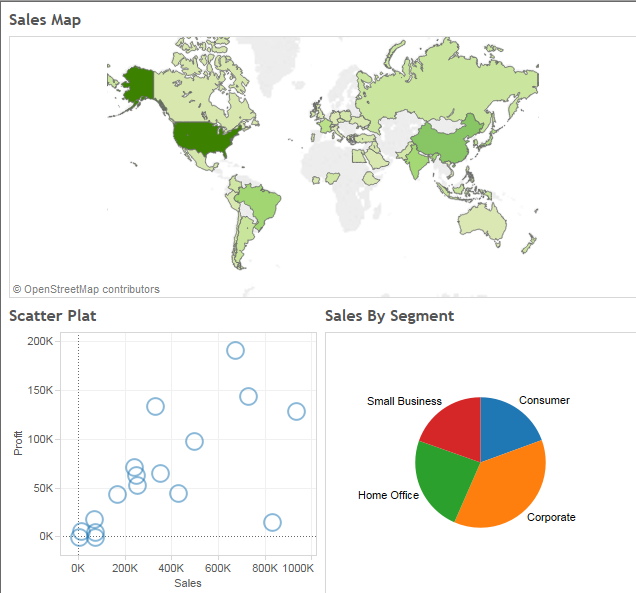 Sales Map
© OpenStreetMap contributors
Scatter Plat
200K
150K
100K
50K
0K
Profit
0K 200K 400K 600K 800K 1000K
Sales
Sales By Segment
Small Business
Consumer
Home Office
Corporate